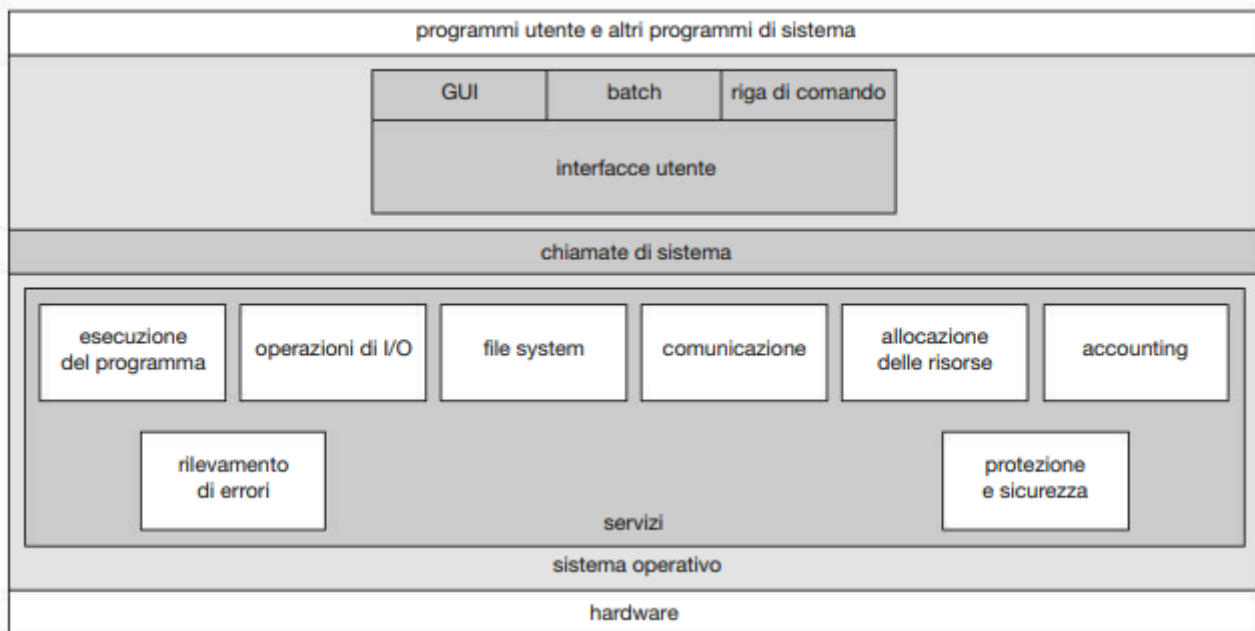 programmi utente e altri programmi di sistema
GUI
batch
riga di comando
interfacce utente
chiamate di sistema
esecuzione
del programma
operazioni di I/O
file system
comunicazione
allocazione
delle risorse
accounting
rilevamento
di errori
protezione
e sicurezza
servizi
sistema operativo
hardware